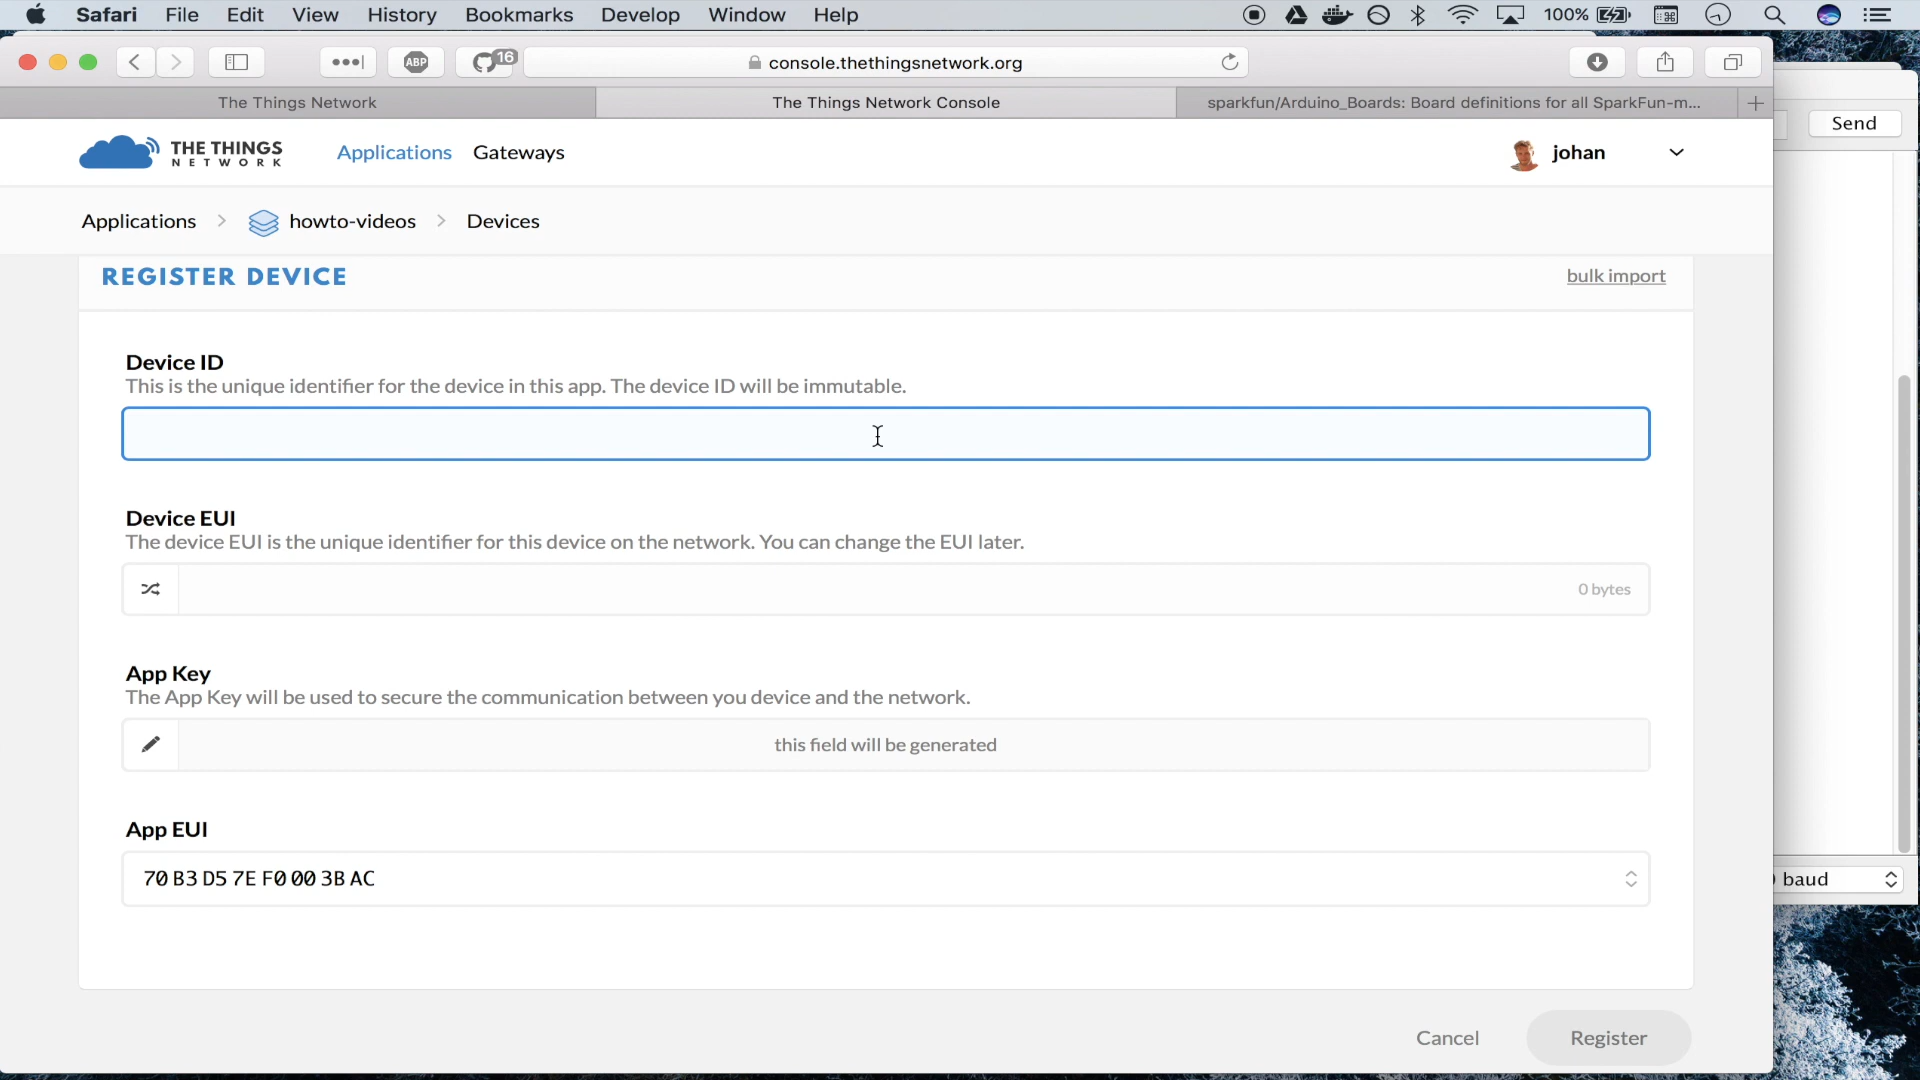 Safari File Edit View History Bookmarks Develop Window Help 100%
ABP 16 console.thethingsnetwork.org
The Things Network The Things Network Console sparkfun/Arduino_Boards: Board definitions for all SparkFun-m...
Send
THE THINGS
NETWORK
Applications Gateways johan
Applications howto-videos Devices
REGISTER DEVICE bulk import
Device ID
This is the unique identifier for the device in this app. The device ID will be immutable.
Device EUI
The device EUI is the unique identifier for this device on the network. You can change the EUI later.
0 bytes
App Key
The App Key will be used to secure the communication between you device and the network.
this field will be generated
App EUI
70 B3 D5 7E F0 00 3B AC
baud
Cancel Register